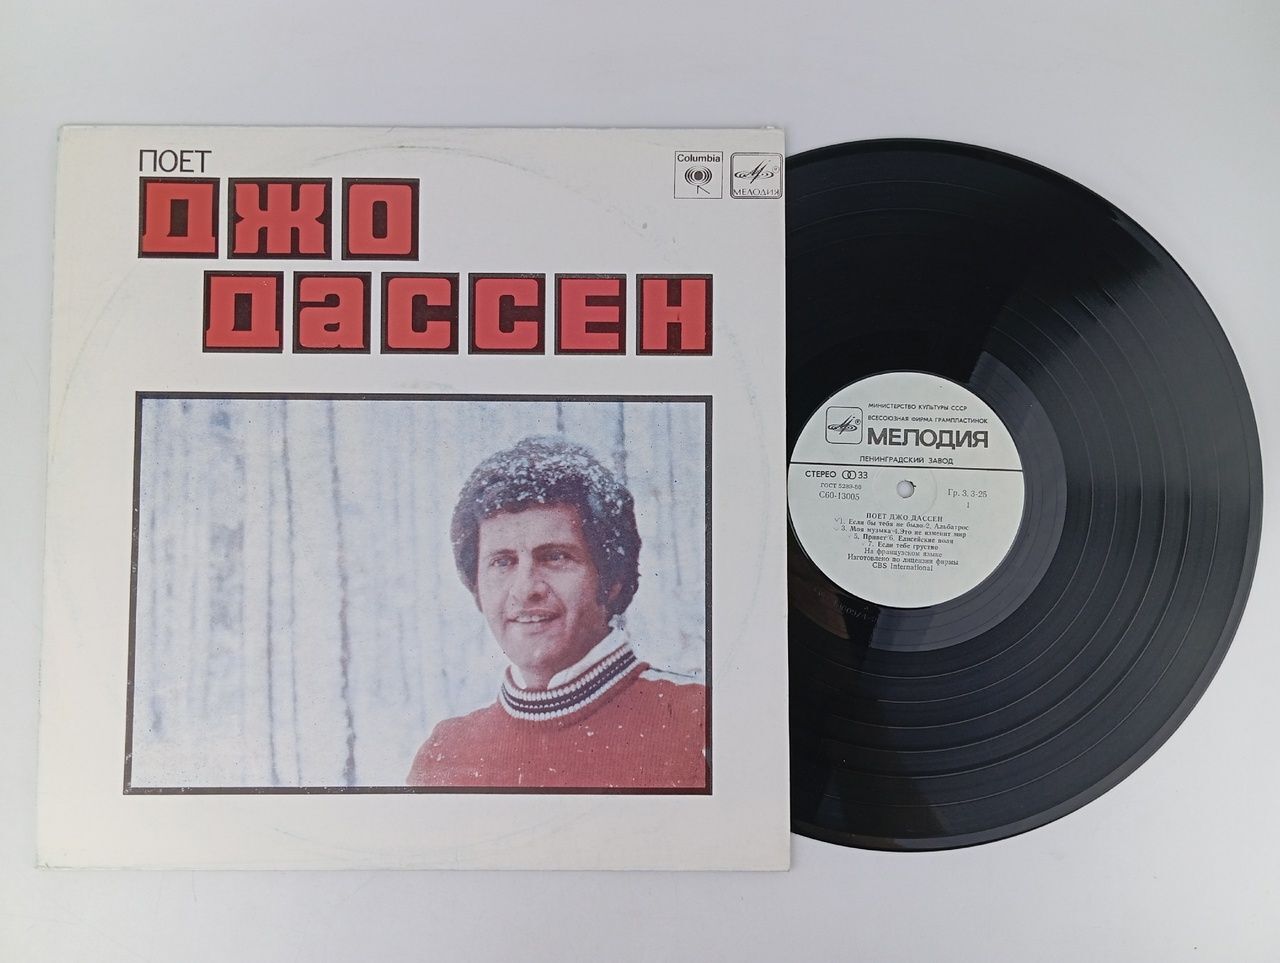 ПОЕТ
ДЖО
ДАССЕН
Columbia
МЕЛОДИЯ
МИНИСТЕРСТВО КУЛЬТУРЫ СССР
ВСЕСОЮЗНАЯ ФИРМА ГРАМПЛАСТИНОК
МЕЛОДИЯ
ЛЕНИНГРАДСКИЙ ЗАВОД
СТЕРЕО 33
ГОСТ 5289-80
С60-13005
Гр. 3. 3-25
1
ПОЕТ ДЖО ДАССЕН
1. Если бы тебя не было-2. Альбатрос
3. Моя музыка-4.Это не изменит мир
5. Привет 6. Елисейские поля
7. Если тебе грустно
На французском языке
Изготовлено по лицензии фирмы
CBS International